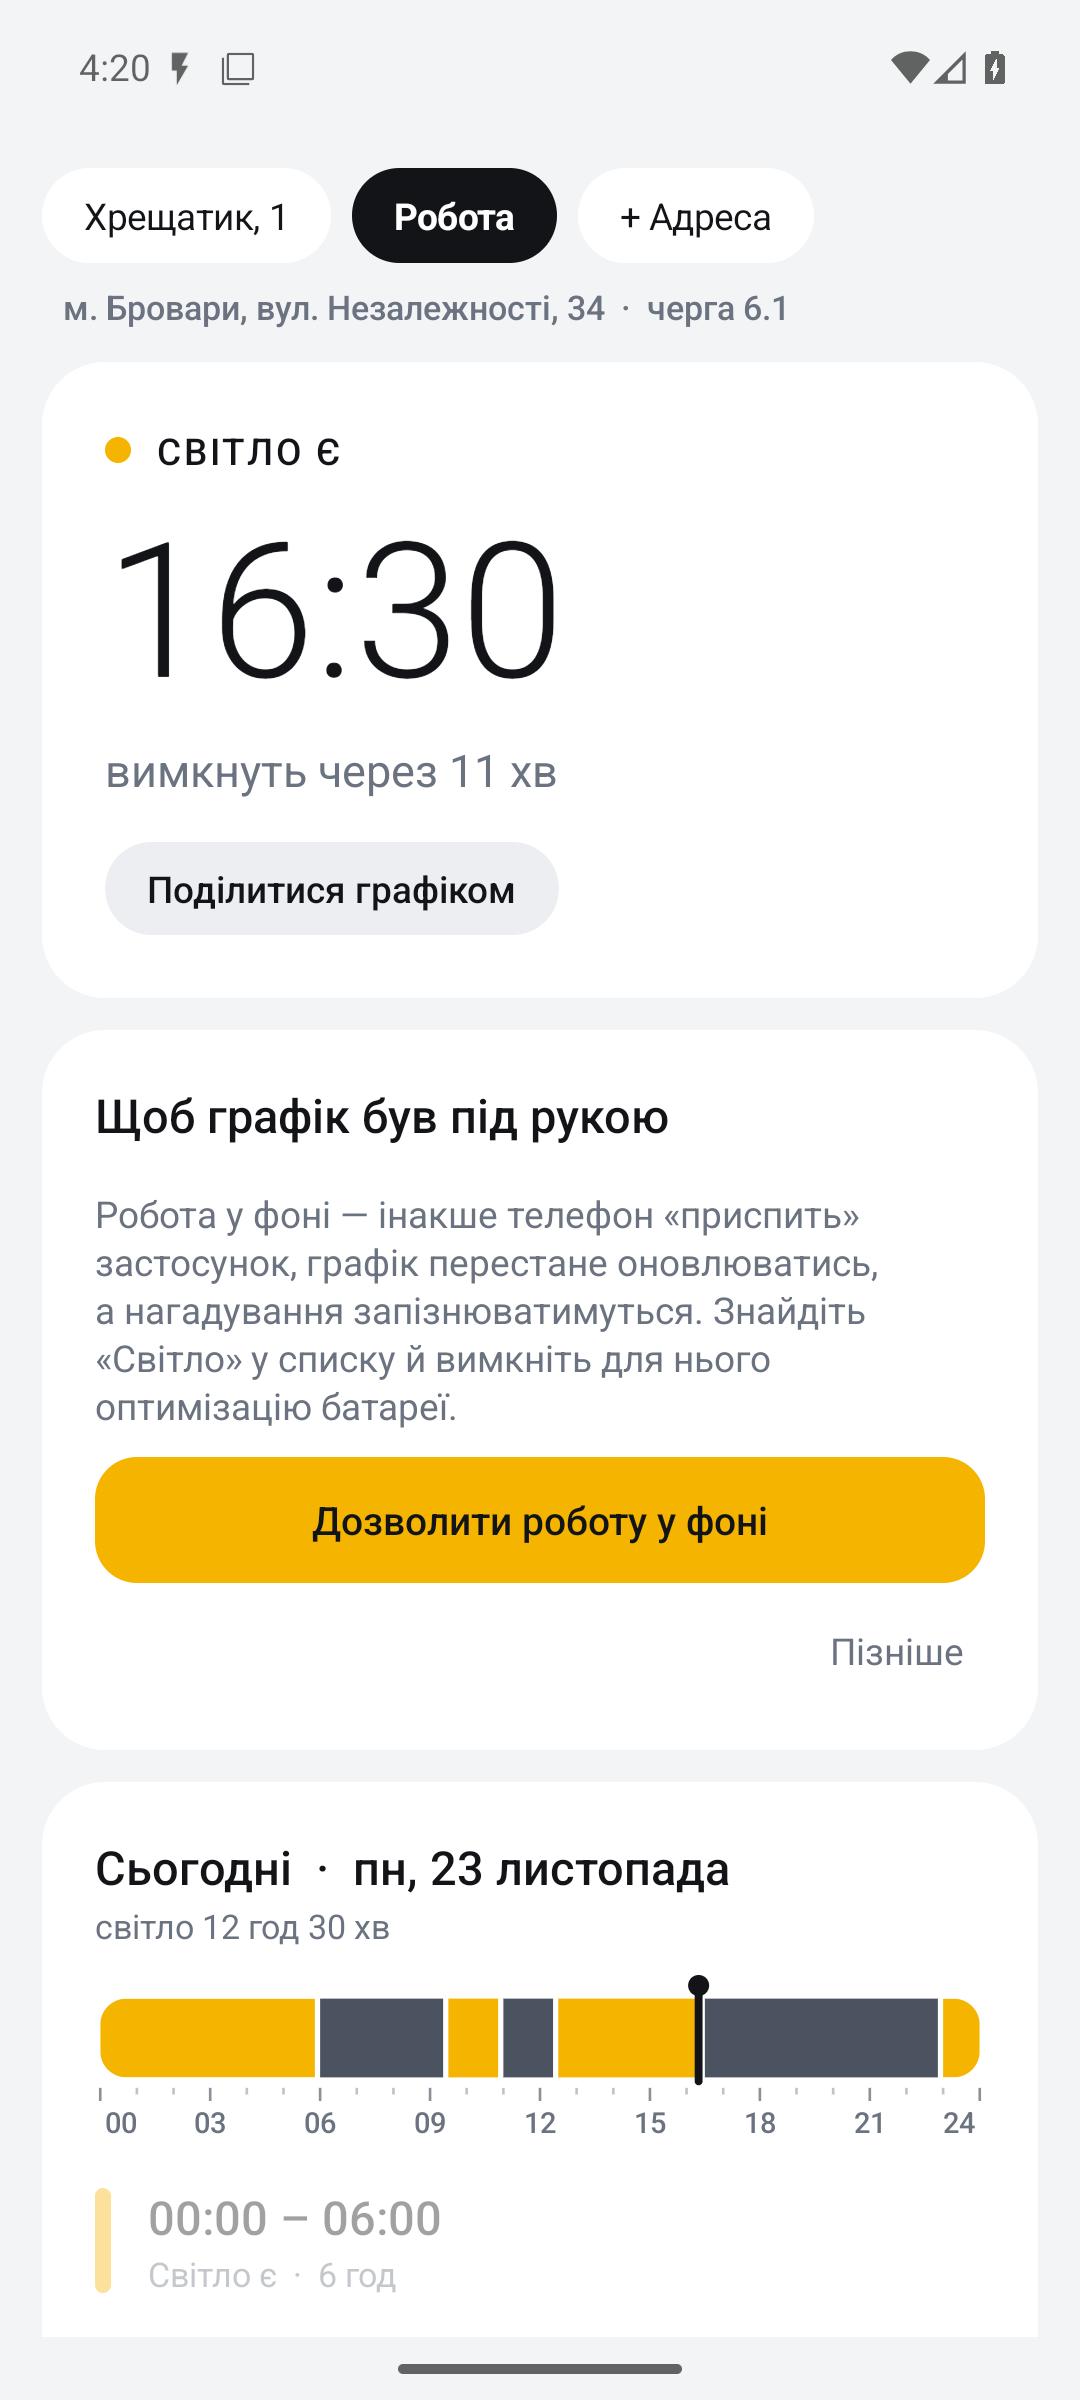 4:20
Хрещатик, 1
Робота
+ Адреса
м. Бровари, вул. Незалежності, 34 · черга 6.1
СВІТЛО Є
16:30
вимкнуть через 11 хв
Поділитися графіком
Щоб графік був під рукою
Робота у фоні — інакше телефон «приспить»
застосунок, графік перестане оновлюватись,
а нагадування запізнюватимуться. Знайдіть
«Світло» у списку й вимкніть для нього
оптимізацію батареї.
Дозволити роботу у фоні
Пізніше
Сьогодні · пн, 23 листопада
світло 12 год 30 хв
00 03 06 09 12 15 18 21 24
00:00 – 06:00
Світло є · 6 год